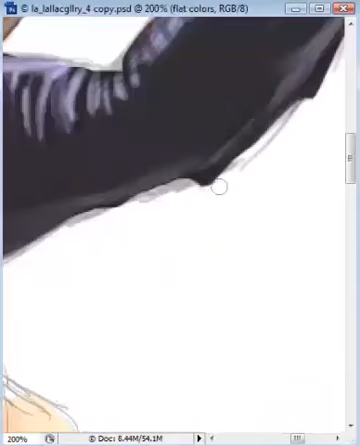 © la_lallacgllry_4 copy.psd @ 200% (flat colors, RGB/8)
200%
© Doc: 8.44M/54.1M